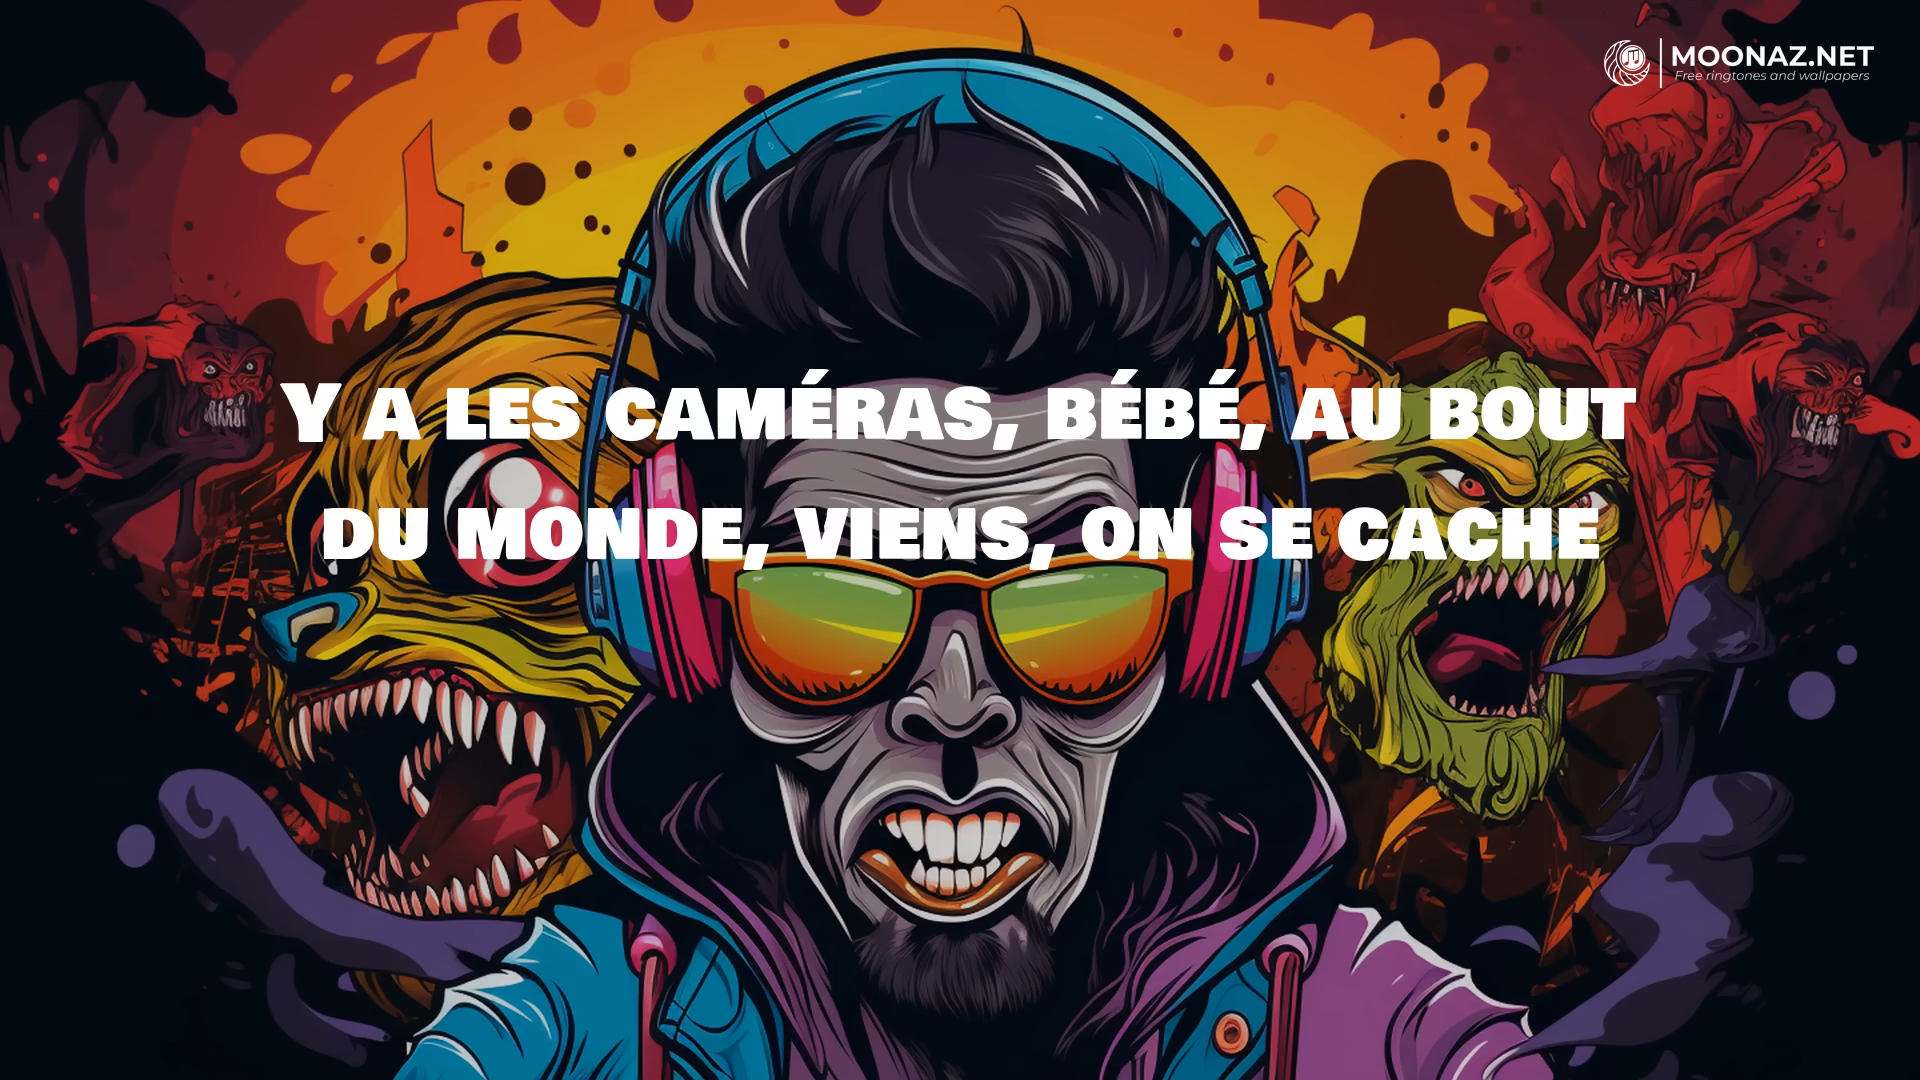 MOONAZ.NET
Free ringtones and wallpapers
Y A LES CAMÉRAS, BÉBÉ, AU BOUT
DU MONDE, VIENS, ON SE CACHE